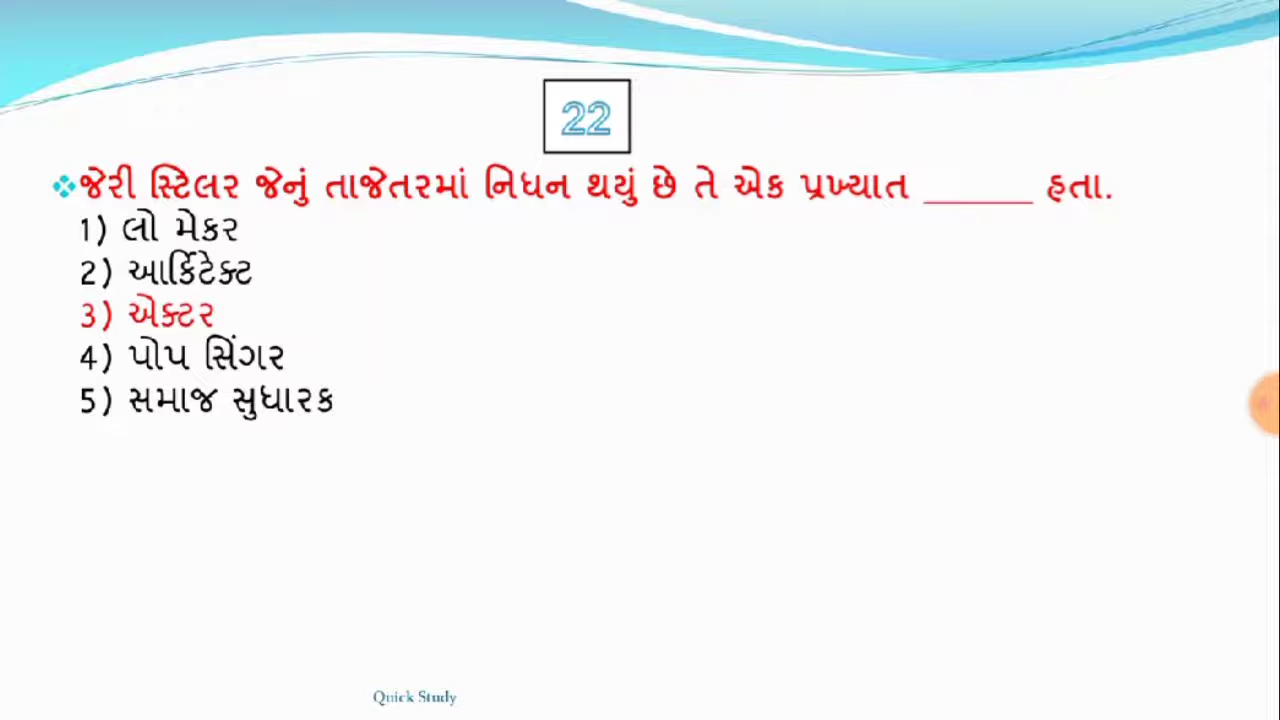 22
જેરી સ્ટિલર જેનું તાજેતરમાં નિધન થયું છે તે એક પ્રખ્યાત ______ હતા.
1) લો મેકર
2) આર્કિટેક્ટ
3) એક્ટર
4) પોપ સિંગર
5) સમાજ સુધારક
Quick Study